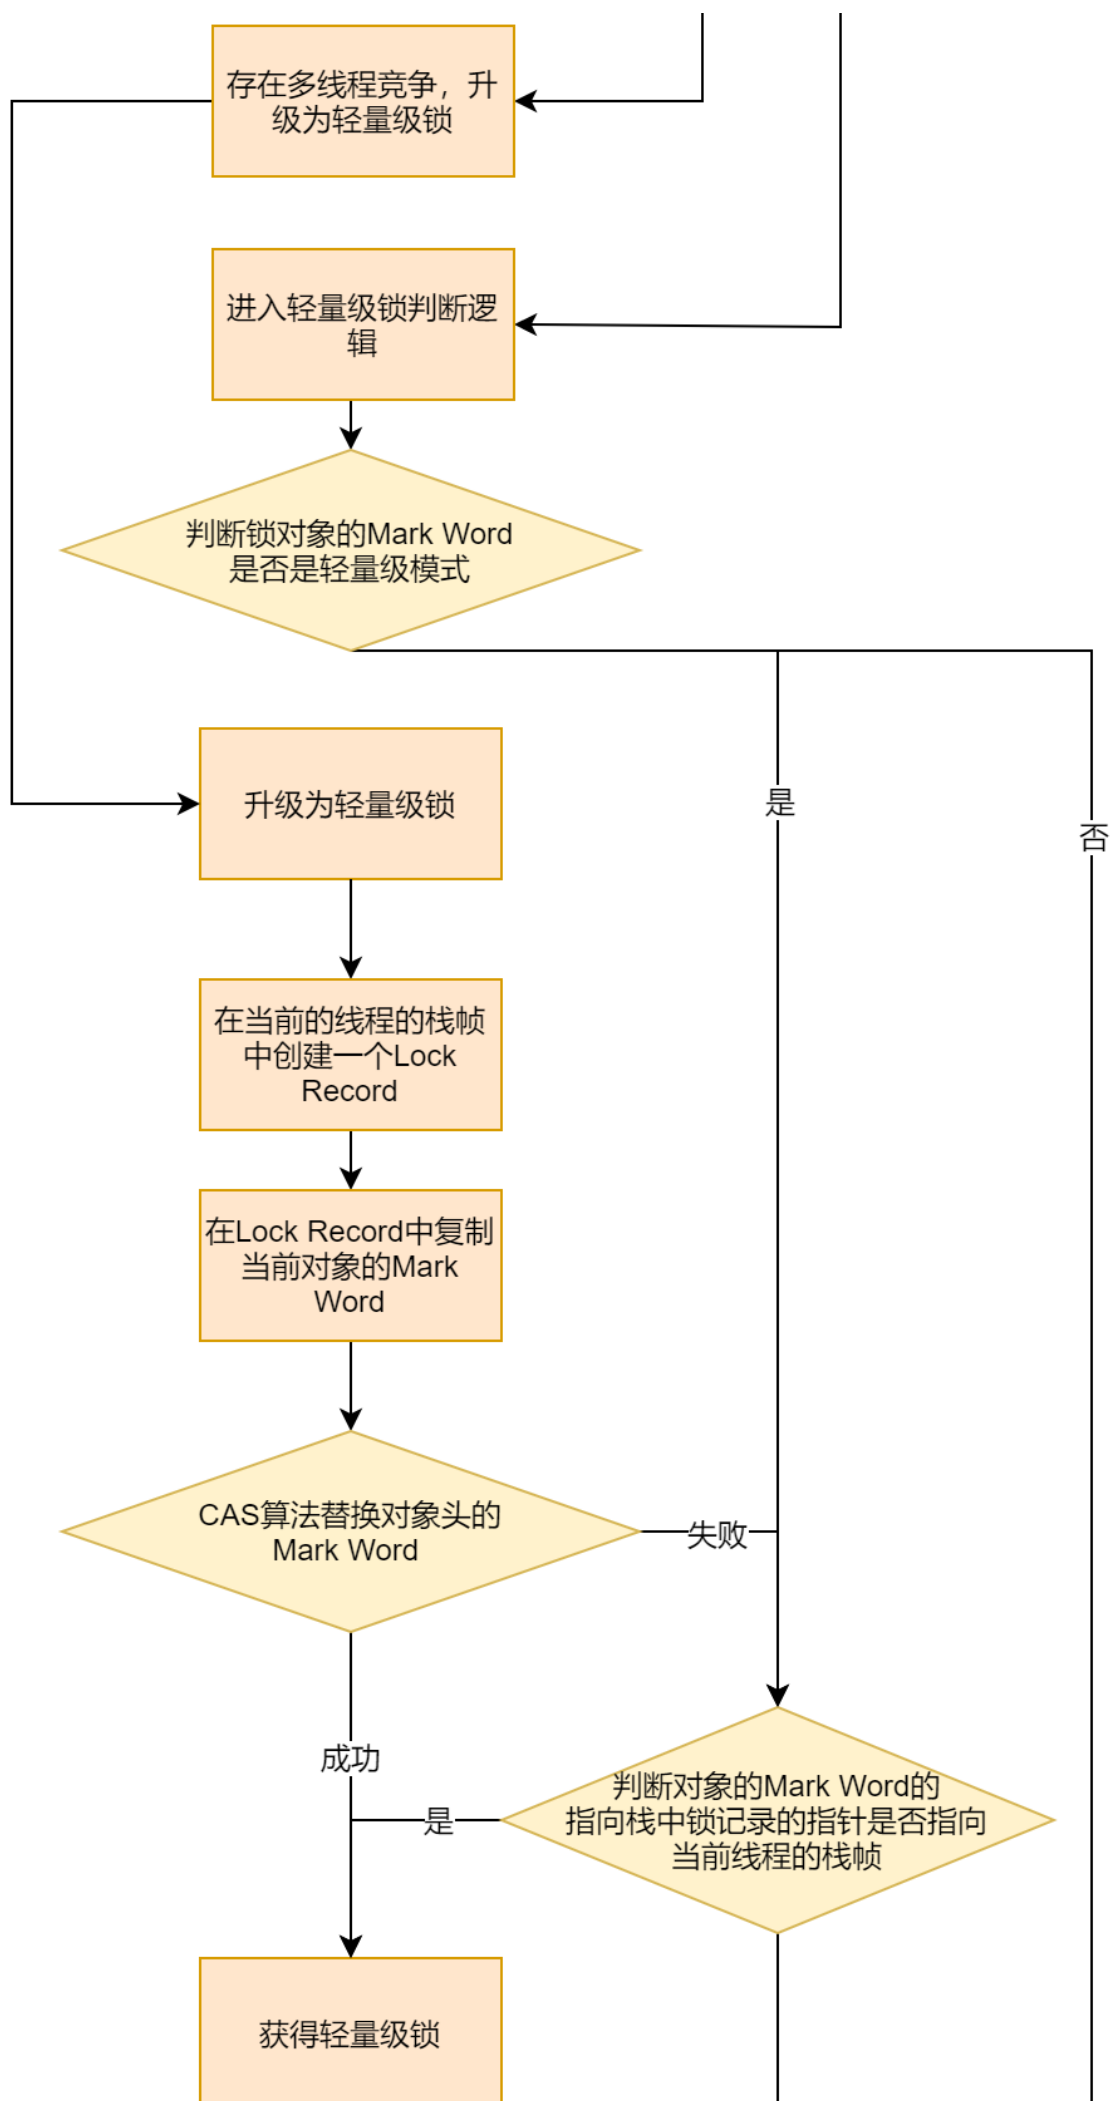 存在多线程竞争，升
级为轻量级锁
进入轻量级锁判断逻
辑
判断锁对象的Mark Word
是否是轻量级模式
升级为轻量级锁
是
否
在当前的线程的栈帧
中创建一个Lock
Record
在Lock Record中复制
当前对象的Mark
Word
CAS算法替换对象头的
Mark Word
失败
成功
是
判断对象的Mark Word的
指向栈中锁记录的指针是否指向
当前线程的栈帧
获得轻量级锁